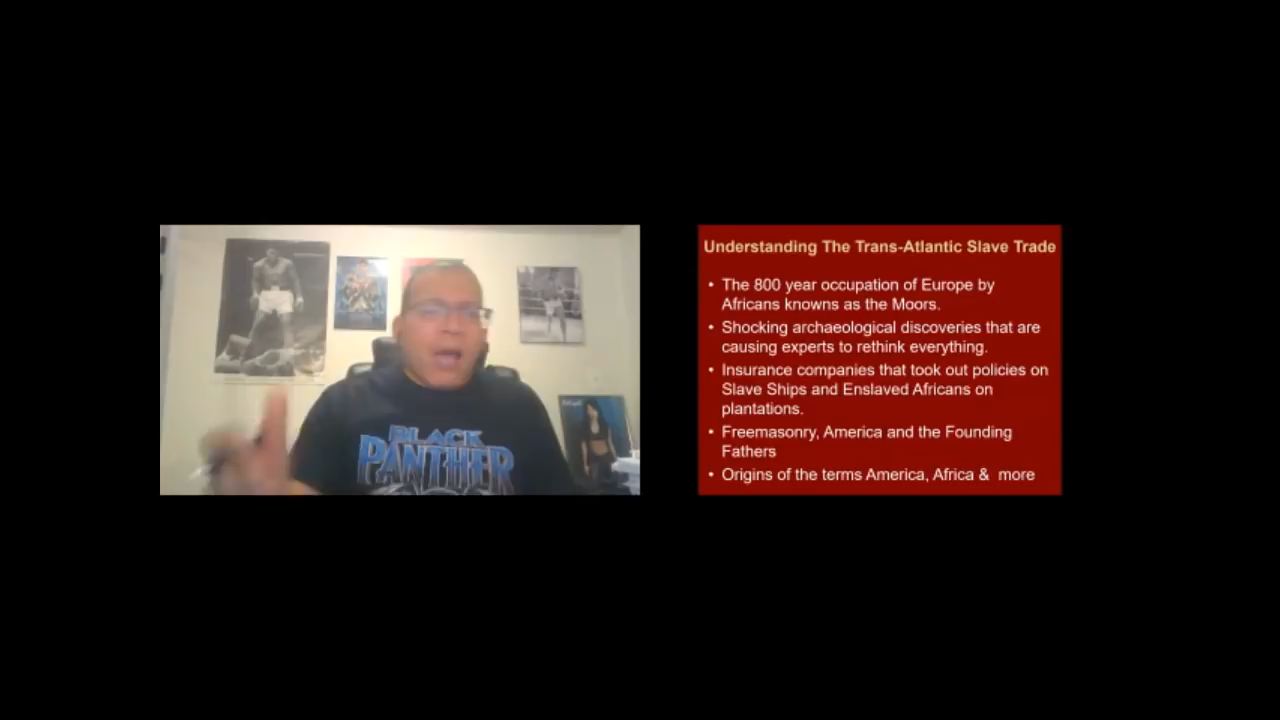 BLACK
PANTHER
Understanding The Trans-Atlantic Slave Trade
• The 800 year occupation of Europe by
Africans knowns as the Moors.
• Shocking archaeological discoveries that are
causing experts to rethink everything.
• Insurance companies that took out policies on
Slave Ships and Enslaved Africans on
plantations.
• Freemasonry, America and the Founding
Fathers
• Origins of the terms America, Africa &  more